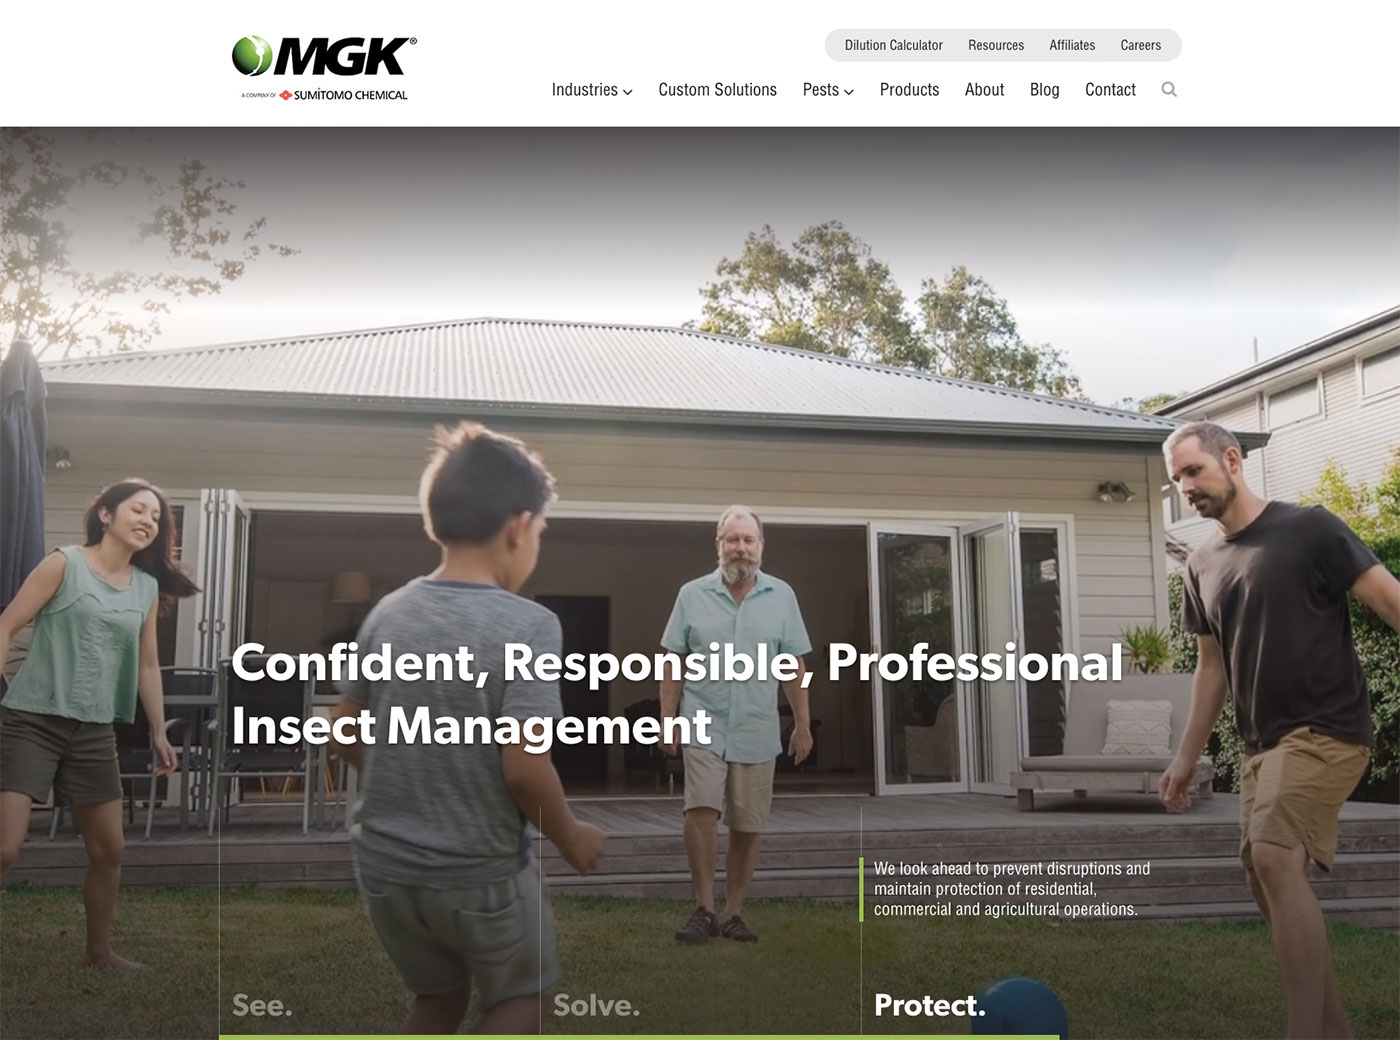 MGK®
A COMPANY OF SUMITOMO CHEMICAL
Dilution Calculator Resources Affiliates Careers
Industries Custom Solutions Pests Products About Blog Contact
Confident, Responsible, Professional
Insect Management
We look ahead to prevent disruptions and
maintain protection of residential,
commercial and agricultural operations.
See. Solve. Protect.